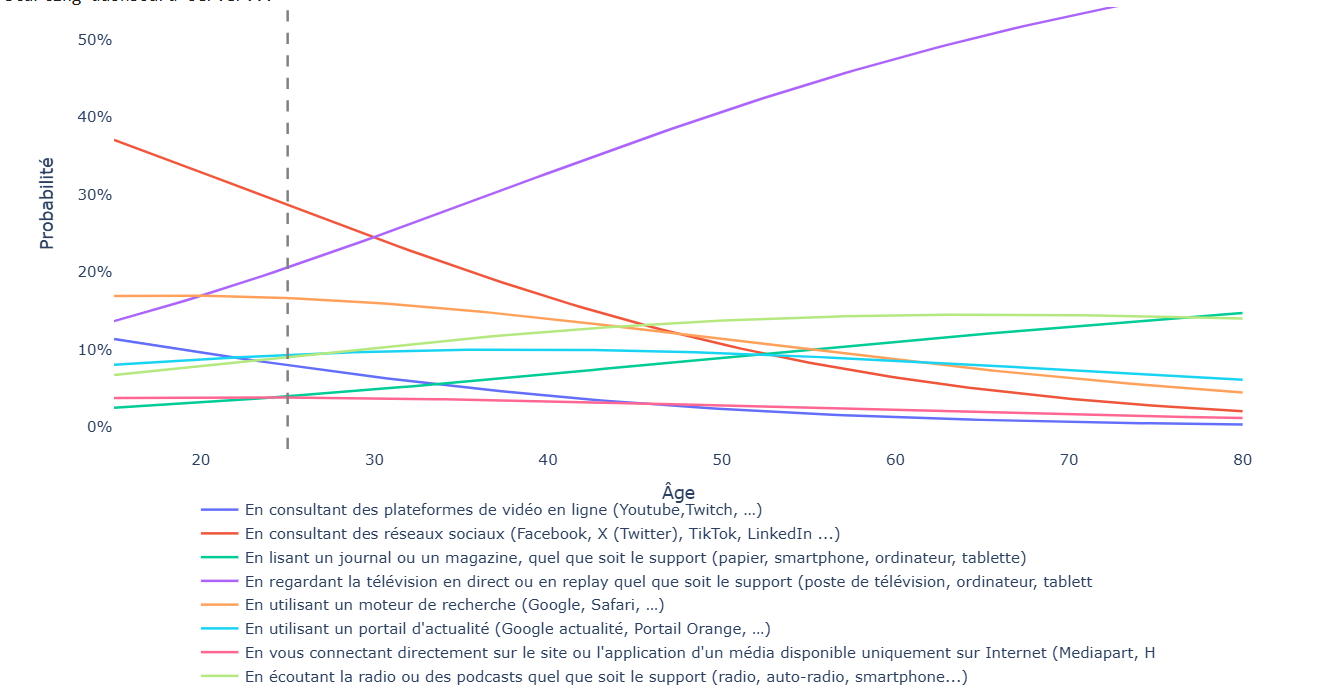 50%
40%
30%
20%
10%
0%
Probabilité
20 30 40 50 60 70 80
Âge
En consultant des plateformes de vidéo en ligne (Youtube,Twitch, …)
En consultant des réseaux sociaux (Facebook, X (Twitter), TikTok, LinkedIn ...)
En lisant un journal ou un magazine, quel que soit le support (papier, smartphone, ordinateur, tablette)
En regardant la télévision en direct ou en replay quel que soit le support (poste de télévision, ordinateur, tablett
En utilisant un moteur de recherche (Google, Safari, …)
En utilisant un portail d'actualité (Google actualité, Portail Orange, …)
En vous connectant directement sur le site ou l'application d'un média disponible uniquement sur Internet (Mediapart, H
En écoutant la radio ou des podcasts quel que soit le support (radio, auto-radio, smartphone...)